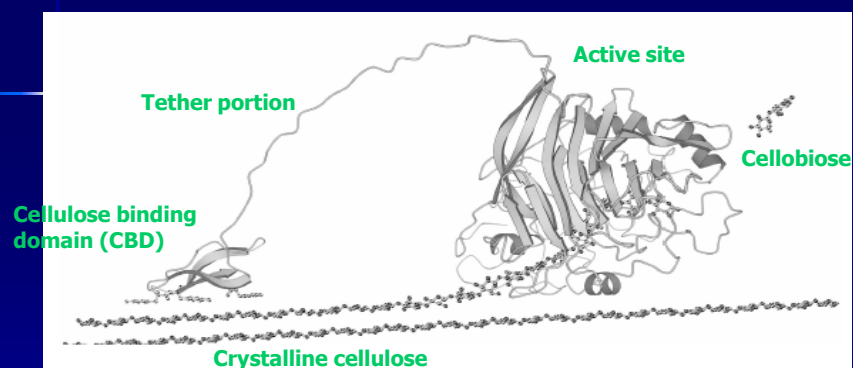 Active site
Tether portion
Cellobiose
Cellulose binding
domain (CBD)
Crystalline cellulose